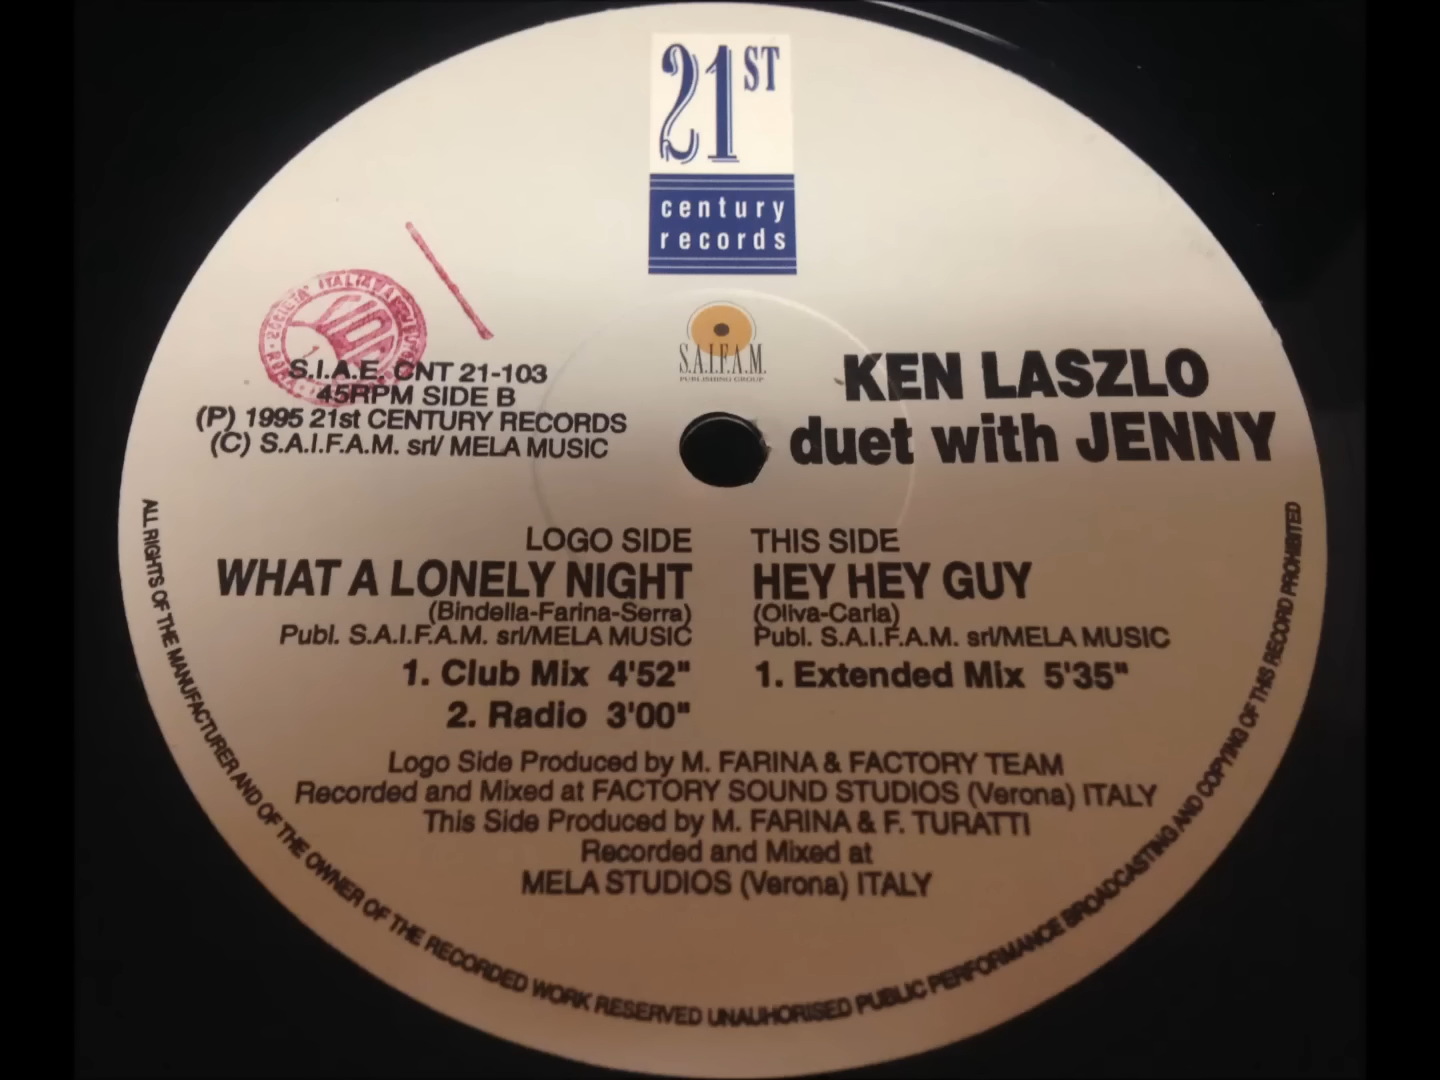 21ST
century
records
S.A.I.F.A.M.
PUBLISHING GROUP
SOCIETA' ITALIANA
S.I.A.E. CNT 21-103
45RPM SIDE B
(P) 1995 21st CENTURY RECORDS
(C) S.A.I.F.A.M. srl/ MELA MUSIC
KEN LASZLO
duet with JENNY
LOGO SIDE
WHAT A LONELY NIGHT
(Bindella-Farina-Serra)
Publ. S.A.I.F.A.M. srl/MELA MUSIC
1. Club Mix 4'52"
2. Radio 3'00"
THIS SIDE
HEY HEY GUY
(Oliva-Carla)
Publ. S.A.I.F.A.M. srl/MELA MUSIC
1. Extended Mix 5'35"
Logo Side Produced by M. FARINA & FACTORY TEAM
Recorded and Mixed at FACTORY SOUND STUDIOS (Verona) ITALY
This Side Produced by M. FARINA & F. TURATTI
Recorded and Mixed at
MELA STUDIOS (Verona) ITALY
ALL RIGHTS OF THE MANUFACTURER AND OF THE OWNER OF THE RECORDED WORK RESERVED UNAUHORISED PUBLIC PERFORMANCE BROADCASTING AND COPYING OF THIS RECORD PROHIBITED